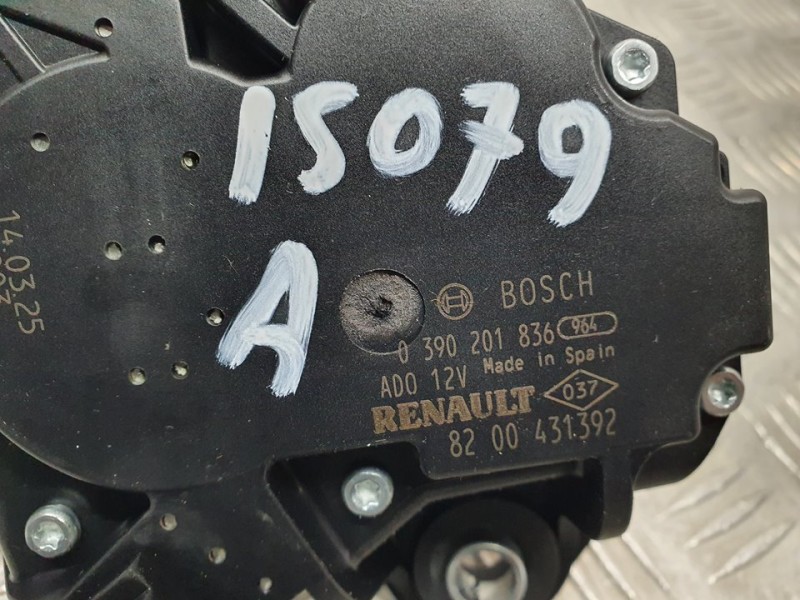 15079
A
14.03.25
BOSCH
0 390 201 836 964
ADO 12V Made in Spain
RENAULT 037
82 00 431.392